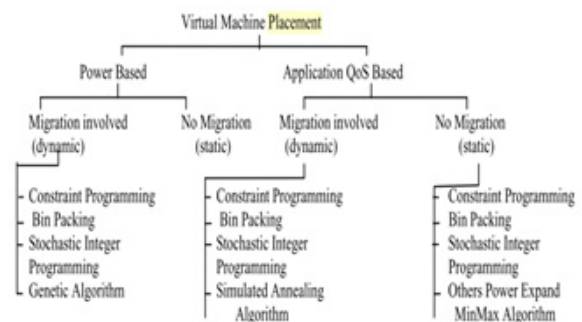 Virtual Machine Placement
Power Based
Application QoS Based
Migration involved
(dynamic)
No Migration
(static)
Migration involved
(dynamic)
No Migration
(static)
Constraint Programming
Bin Packing
Stochastic Integer
Programming
Genetic Algorithm
Constraint Programming
Bin Packing
Stochastic Integer
Programming
Simulated Annealing
Algorithm
Constraint Programming
Bin Packing
Stochastic Integer
Programming
Others Power Expand
MinMax Algorithm